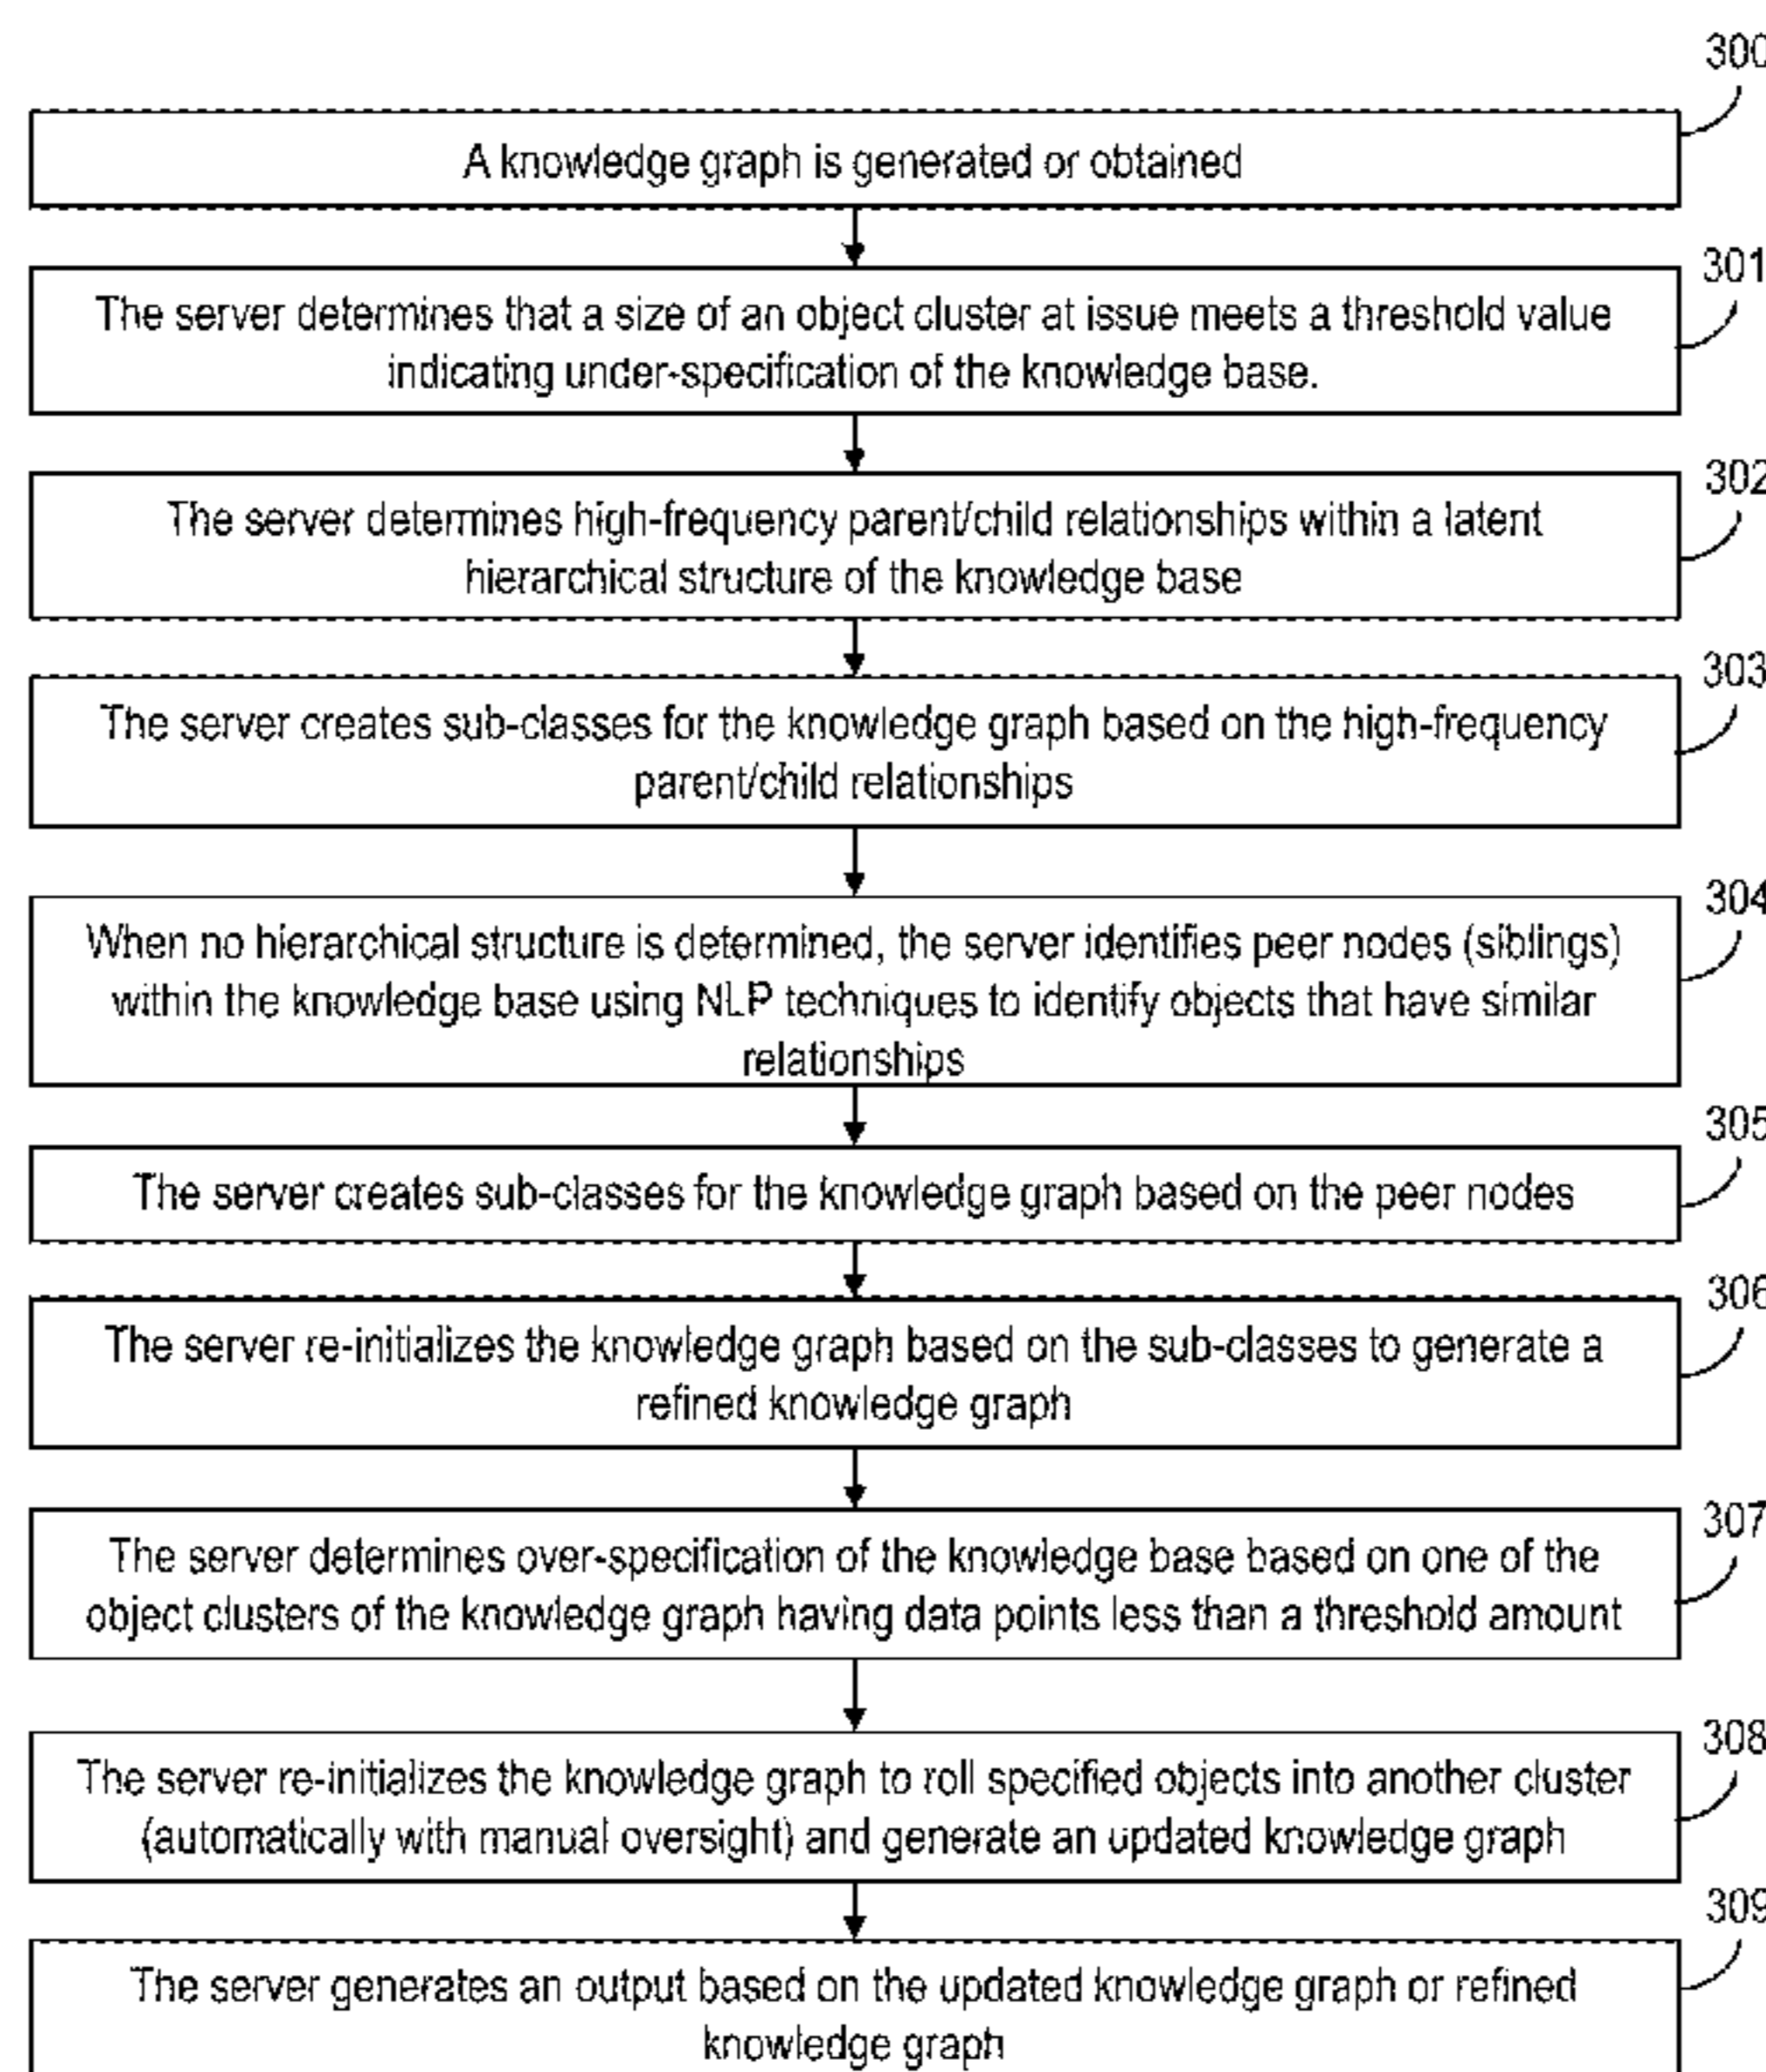 300
A knowledge graph is generated or obtained
301
The server determines that a size of an object cluster at issue meets a threshold value
indicating under-specification of the knowledge base.
302
The server determines high-frequency parent/child relationships within a latent
hierarchical structure of the knowledge base
303
The server creates sub-classes for the knowledge graph based on the high-frequency
parent/child relationships
304
When no hierarchical structure is determined, the server identifies peer nodes (siblings)
within the knowledge base using NLP techniques to identify objects that have similar
relationships
305
The server creates sub-classes for the knowledge graph based on the peer nodes
306
The server re-initializes the knowledge graph based on the sub-classes to generate a
refined knowledge graph
307
The server determines over-specification of the knowledge base based on one of the
object clusters of the knowledge graph having data points less than a threshold amount
308
The server re-initializes the knowledge graph to roll specified objects into another cluster
(automatically with manual oversight) and generate an updated knowledge graph
309
The server generates an output based on the updated knowledge graph or refined
knowledge graph